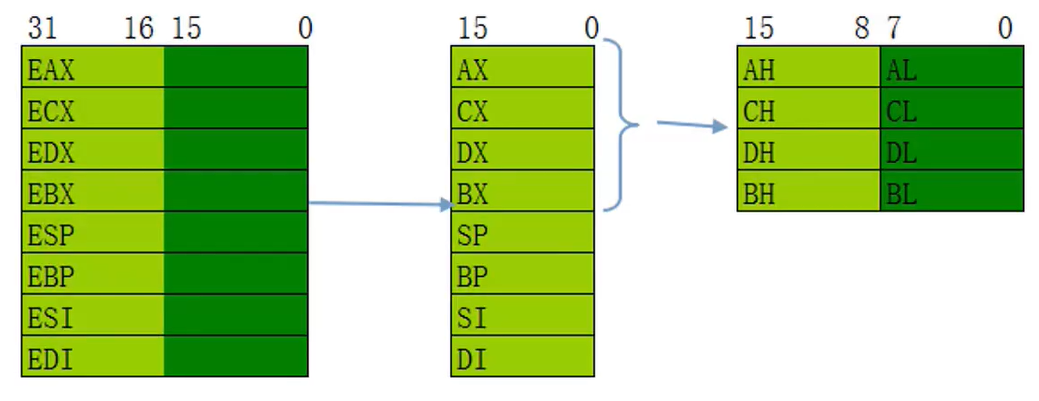 31 16 15 0
EAX
ECX
EDX
EBX
ESP
EBP
ESI
EDI
15 0
AX
CX
DX
BX
SP
BP
SI
DI
15 8 7 0
AH AL
CH CL
DH DL
BH BL